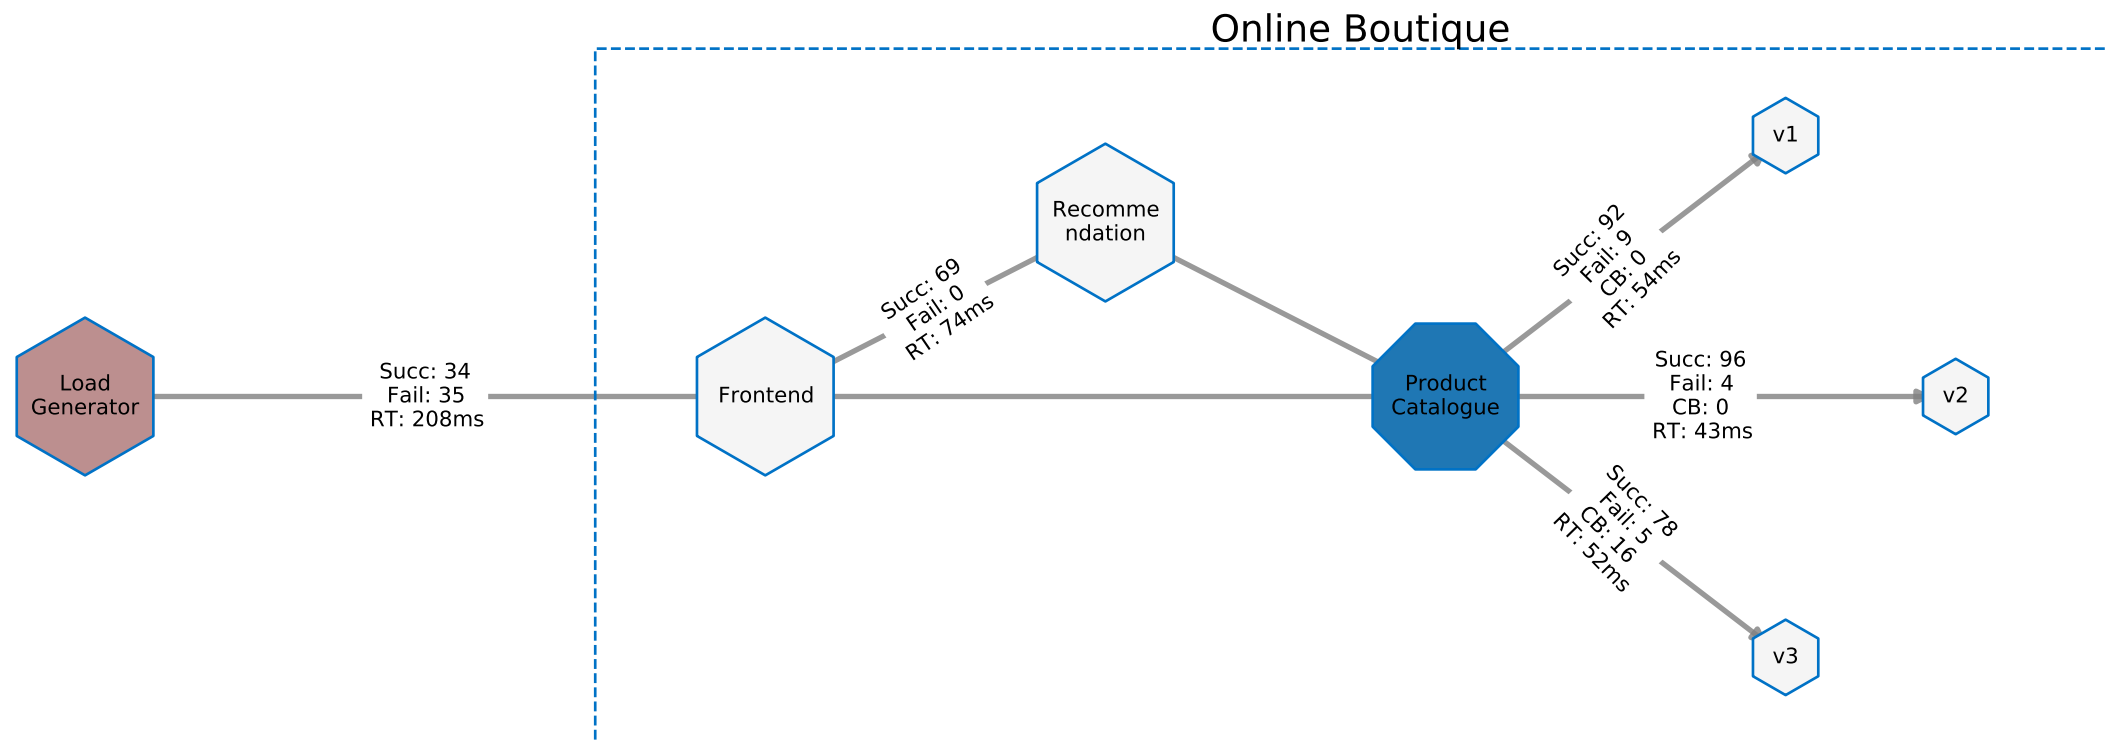 Online Boutique
Load
Generator
Succ: 34
Fail: 35
RT: 208ms
Frontend
Succ: 69
Fail: 0
RT: 74ms
Recomme
ndation
Product
Catalogue
Succ: 92
Fail: 9
CB: 0
RT: 54ms
v1
Succ: 96
Fail: 4
CB: 0
RT: 43ms
v2
Succ: 78
Fail: 5
CB: 16
RT: 52ms
v3